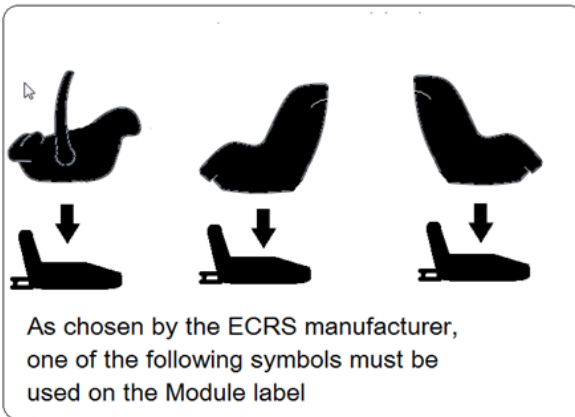 As chosen by the ECRS manufacturer,
one of the following symbols must be
used on the Module label